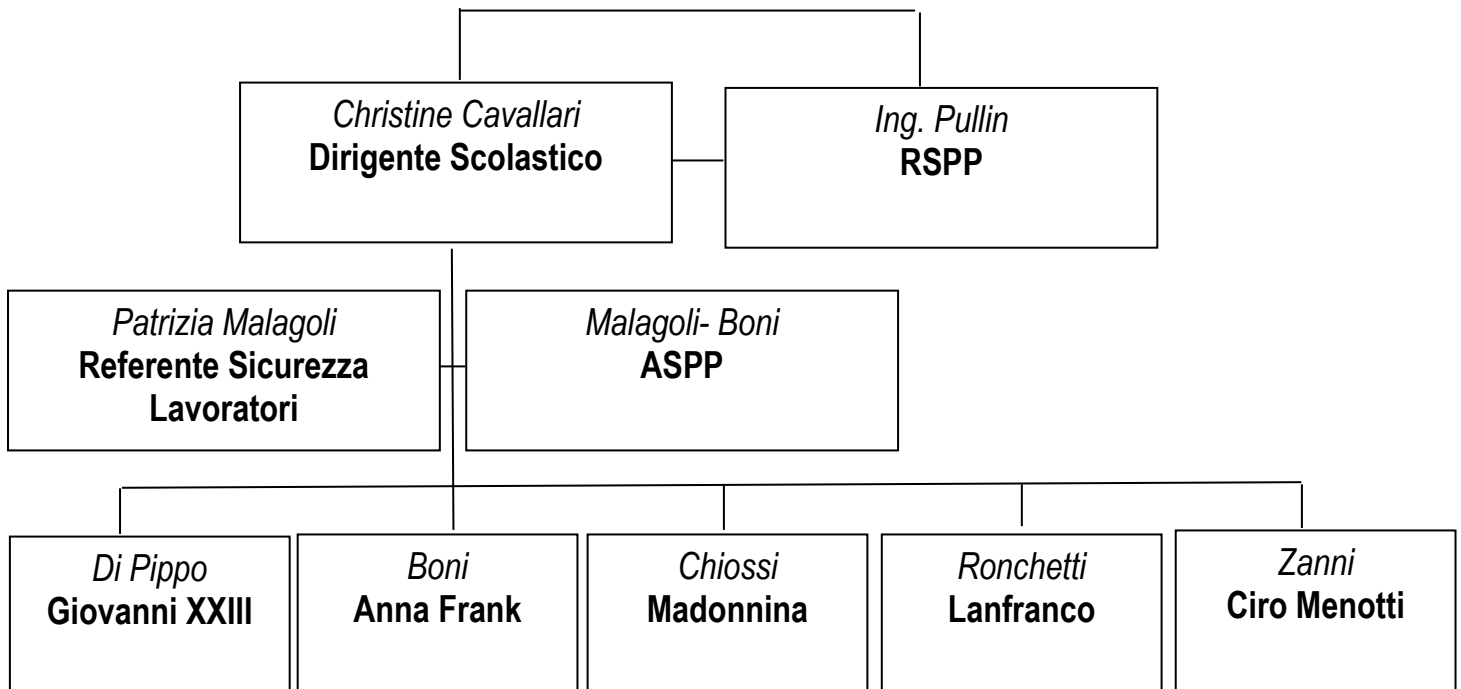 Christine Cavallari
Dirigente Scolastico
Ing. Pullin
RSPP
Patrizia Malagoli
Referente Sicurezza
Lavoratori
Malagoli- Boni
ASPP
Di Pippo
Giovanni XXIII
Boni
Anna Frank
Chiossi
Madonnina
Ronchetti
Lanfranco
Zanni
Ciro Menotti